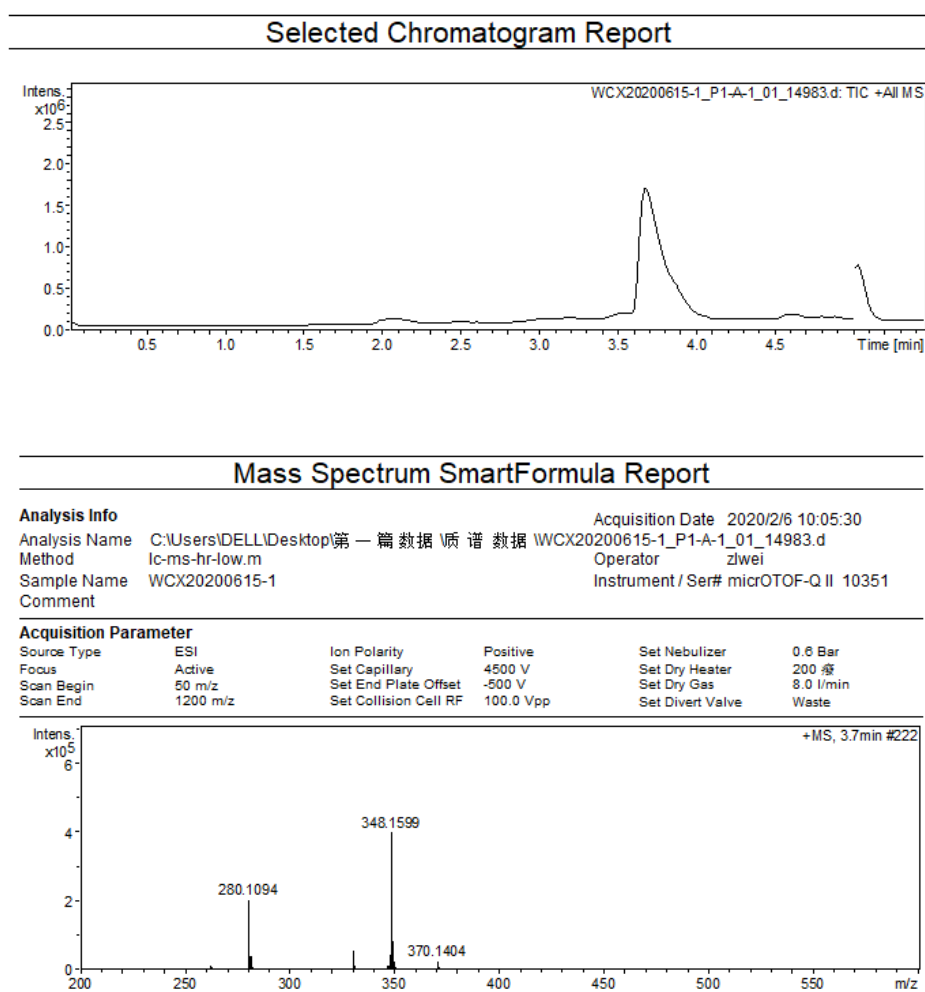 Selected Chromatogram Report
Intens.
x10⁶
WCX20200615-1_P1-A-1_01_14983.d: TIC +All MS
2.5
2.0
1.5
1.0
0.5
0.0
0.5 1.0 1.5 2.0 2.5 3.0 3.5 4.0 4.5 Time [min]
Mass Spectrum SmartFormula Report
Analysis Info
Acquisition Date 2020/2/6 10:05:30
Analysis Name C:\Users\DELL\Desktop\第一篇数据\质谱数据\WCX20200615-1_P1-A-1_01_14983.d
Method lc-ms-hr-low.m Operator zlwei
Sample Name WCX20200615-1 Instrument / Ser# micrOTOF-Q II 10351
Comment
Acquisition Parameter
Source Type ESI Ion Polarity Positive Set Nebulizer 0.6 Bar
Focus Active Set Capillary 4500 V Set Dry Heater 200 癈
Scan Begin 50 m/z Set End Plate Offset -500 V Set Dry Gas 8.0 l/min
Scan End 1200 m/z Set Collision Cell RF 100.0 Vpp Set Divert Valve Waste
Intens.
x10⁵
+MS, 3.7min #222
6
348.1599
4
280.1094
2
370.1404
0
200 250 300 350 400 450 500 550 m/z